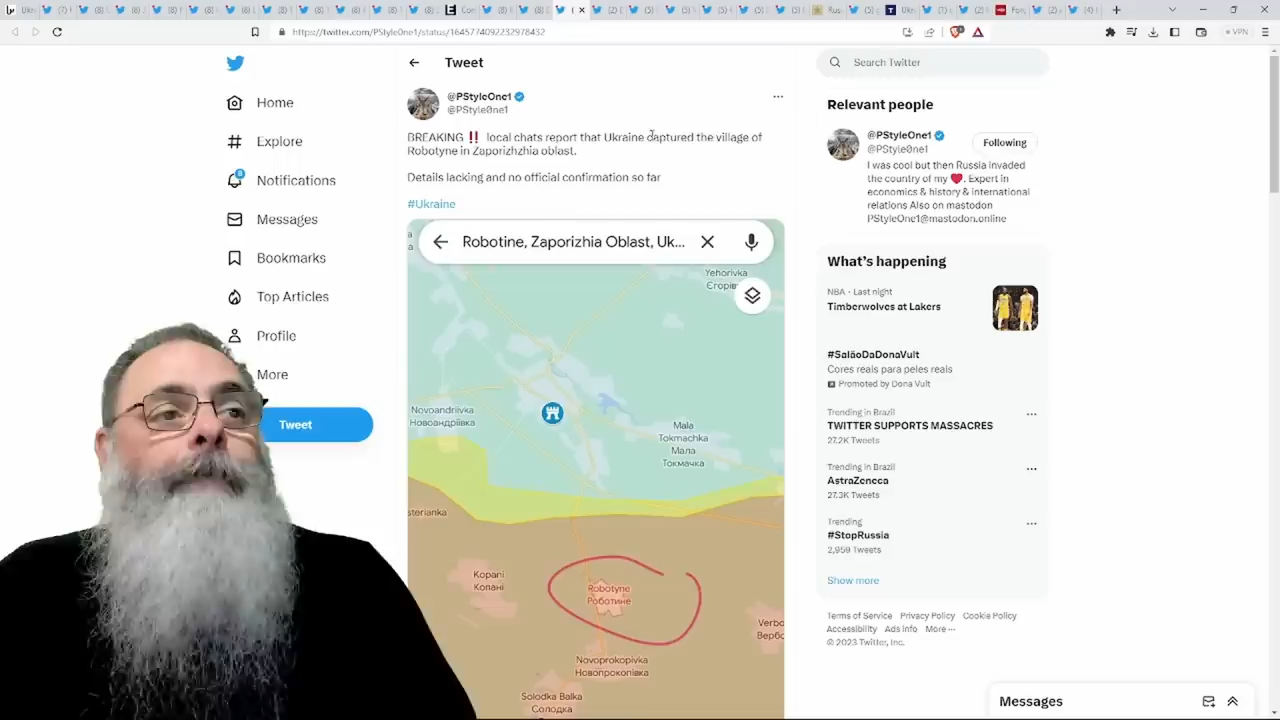 https://twitter.com/PStyle0ne1/status/1645774092232978432
VPN
Home
Explore
8
Notifications
Messages
Bookmarks
Top Articles
Profile
More
Tweet
Tweet
@PStyleOne1
@PStyle0ne1
BREAKING ‼️ local chats report that Ukraine captured the village of
Robotyne in Zaporizhzhia oblast.
Details lacking and no official confirmation so far
#Ukraine
Robotine, Zaporizhia Oblast, Uk...
Yehorivka
Novoandriivka
Новоандріївка
Mala
Tokmachka
Мала
Токмачка
sterianka
Kopani
Копані
Robotyne
Роботине
Verbo
Вербо
Novoprokopivka
Новопрокопівка
Solodka Balka
Солодка
Search Twitter
Relevant people
@PStyleOne1
@PStyle0ne1
Following
I was cool but then Russia invaded
the country of my ❤️. Expert in
economics & history & international
relations Also on mastodon
PStyleOne1@mastodon.online
What's happening
NBA · Last night
Timberwolves at Lakers
#SalãoDaDonaVult
Cores reais para peles reais
Promoted by Dona Vult
Trending in Brazil
TWITTER SUPPORTS MASSACRES
27.2K Tweets
Trending in Brazil
AstraZeneca
27.3K Tweets
Trending
#StopRussia
2,959 Tweets
Show more
Terms of Service Privacy Policy Cookie Policy
Accessibility Ads info More ···
© 2023 Twitter, Inc.
Messages